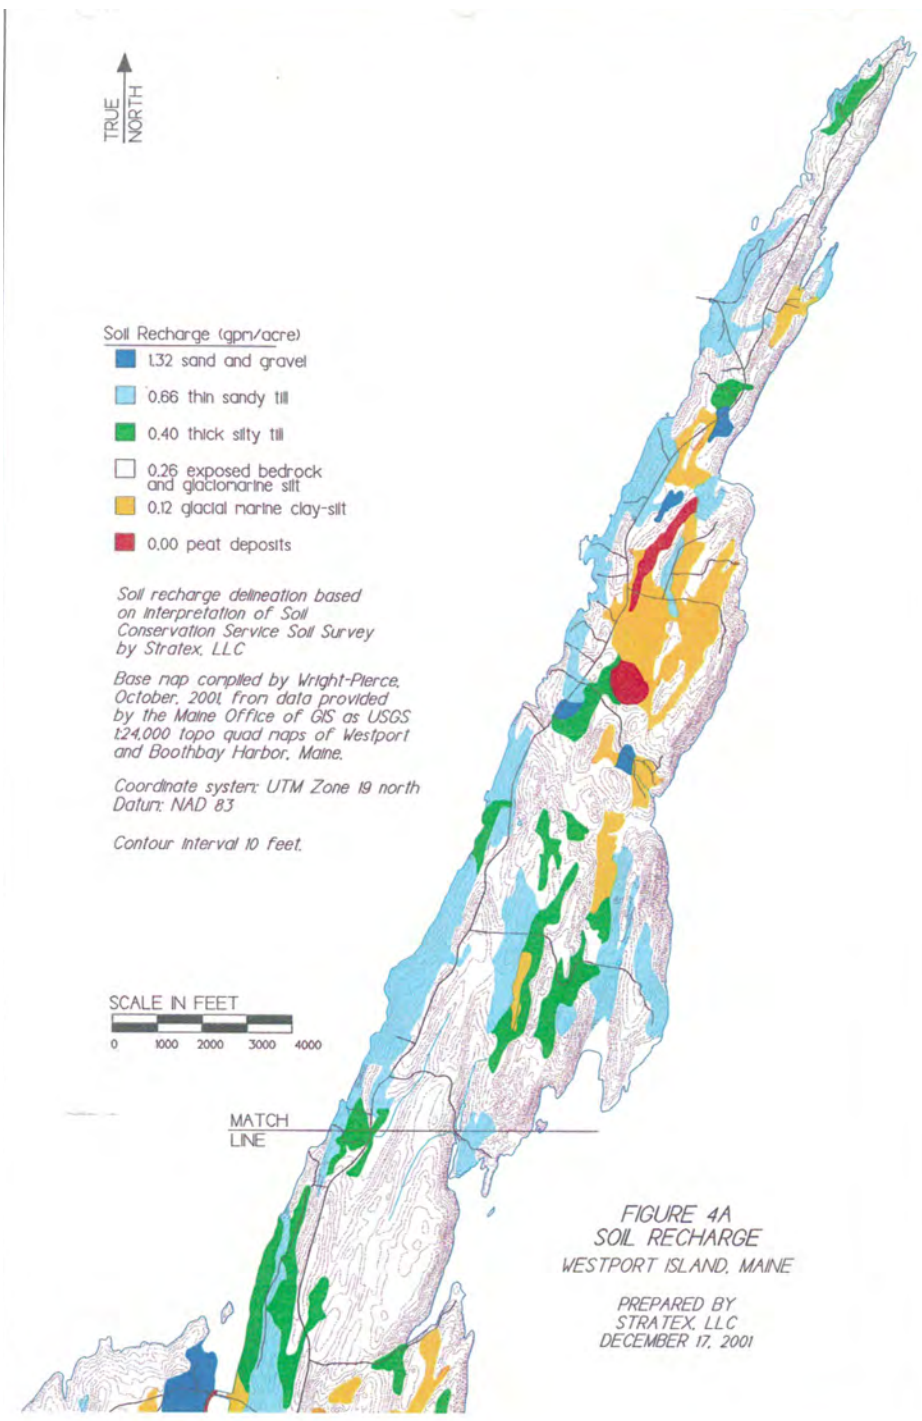 TRUE
NORTH
Soil Recharge (gpm/acre)
1.32 sand and gravel
0.66 thin sandy till
0.40 thick silty till
0.26 exposed bedrock
and glaciomarine silt
0.12 glacial marine clay-silt
0.00 peat deposits
Soil recharge delineation based
on interpretation of Soil
Conservation Service Soil Survey
by Stratex, LLC
Base map compiled by Wright-Pierce,
October, 2001, from data provided
by the Maine Office of GIS as USGS
1:24,000 topo quad maps of Westport
and Boothbay Harbor, Maine.
Coordinate system: UTM Zone 19 north
Datum: NAD 83
Contour Interval 10 feet.
SCALE IN FEET
0 1000 2000 3000 4000
MATCH
LINE
FIGURE 4A
SOIL RECHARGE
WESTPORT ISLAND, MAINE
PREPARED BY
STRATEX, LLC
DECEMBER 17, 2001